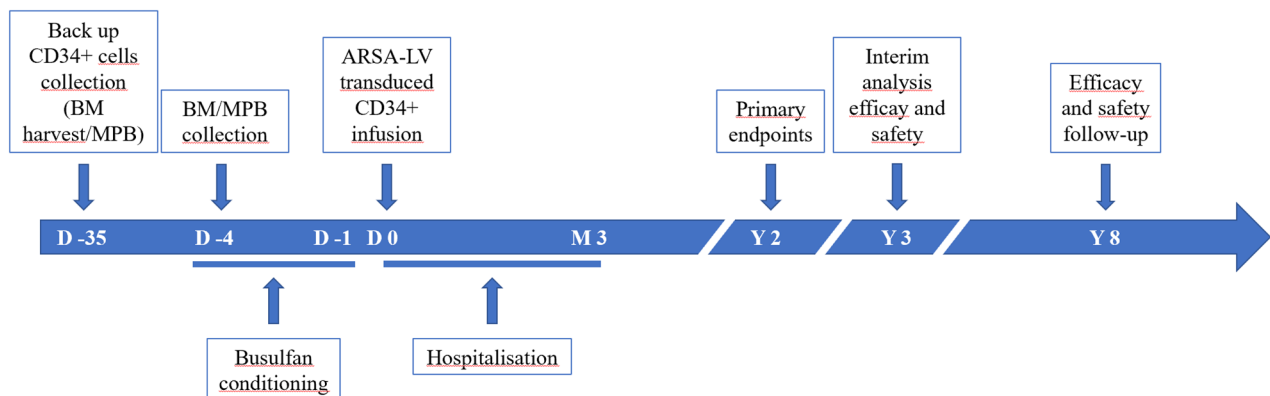 Back up
CD34+ cells
collection
(BM
harvest/MPB)
BM/MPB
collection
ARSA-LV
transduced
CD34+
infusion
Primary
endpoints
Interim
analysis
efficay and
safety
Efficacy
and safety
follow-up
D -35
D -4
D -1
D 0
M 3
Y 2
Y 3
Y 8
Busulfan
conditioning
Hospitalisation